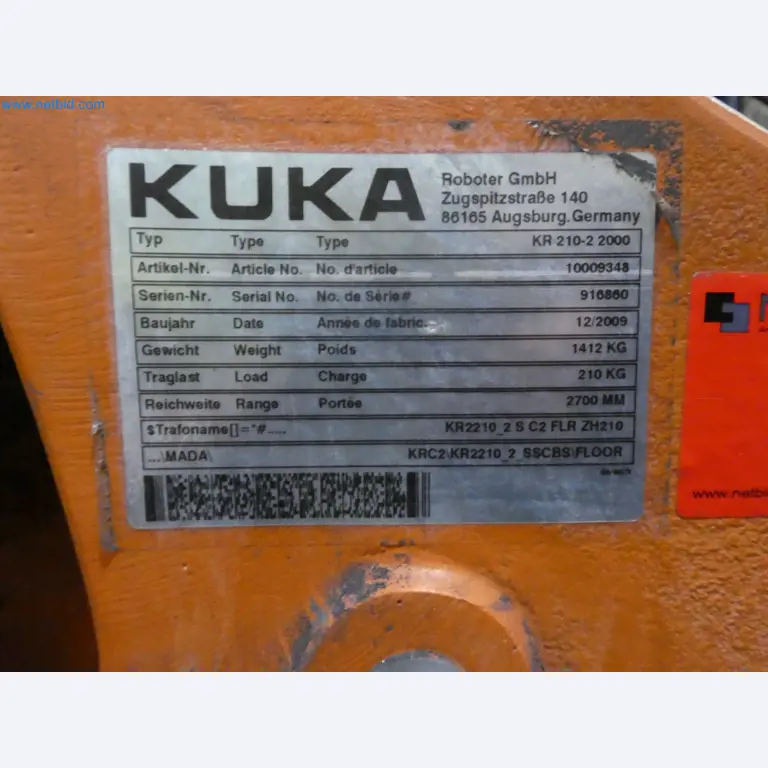 www.netbid.com
KUKA
Roboter GmbH
Zugspitzstraße 140
86165 Augsburg.Germany
Typ Type Type KR 210-2 2000
Artikel-Nr. Article No. No. d'article 10009348
Serien-Nr. Serial No. No. de Série# 916860
Baujahr Date Année de fabric. 12/2009
Gewicht Weight Poids 1412 KG
Traglast Load Charge 210 KG
Reichweite Range Portée 2700 MM
$Trafoname[]="#..... KR2210_2 S C2 FLR ZH210
...\MADA\ KRC2\KR2210_2 SSCBS\FLOOR